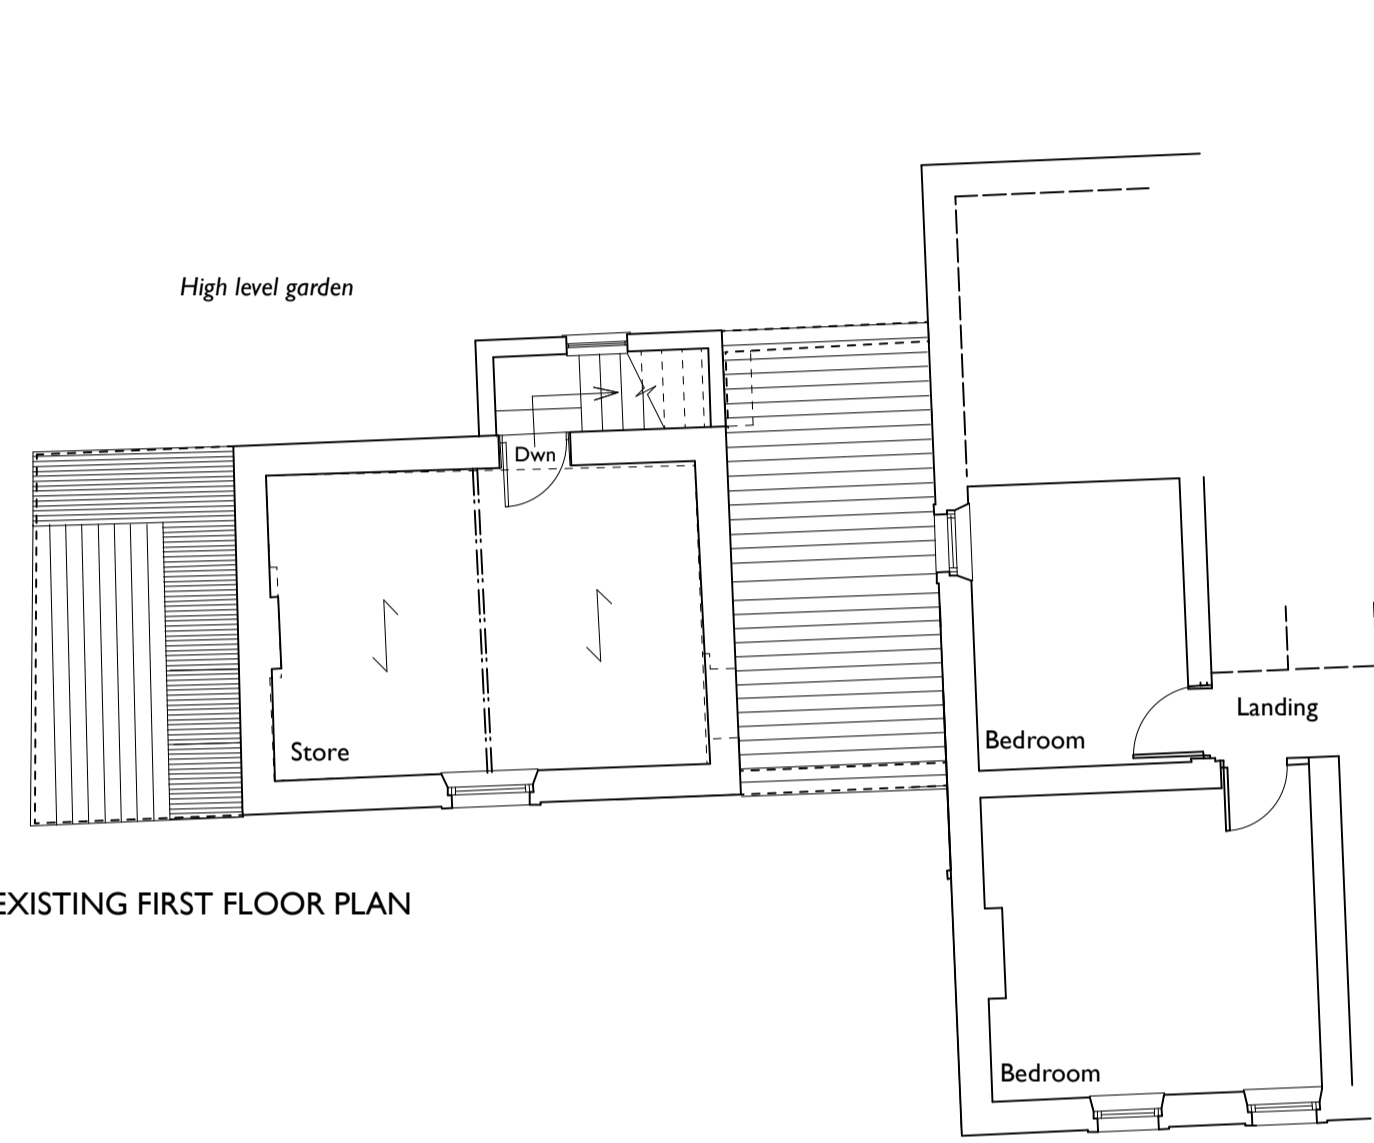 High level garden
Dwn
Landing
Bedroom
Store
EXISTING FIRST FLOOR PLAN
Bedroom